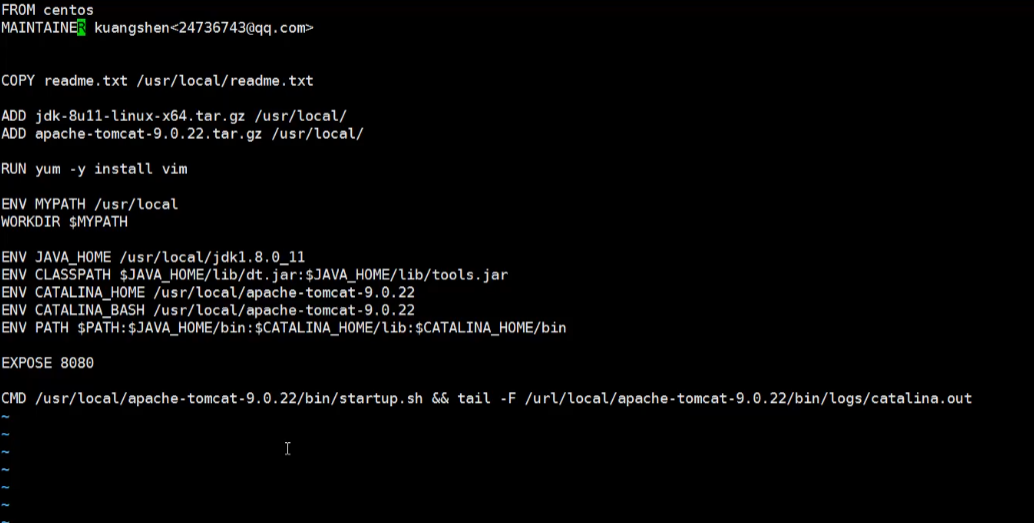 FROM centos
MAINTAINER kuangshen<24736743@qq.com>
COPY readme.txt /usr/local/readme.txt
ADD jdk-8u11-linux-x64.tar.gz /usr/local/
ADD apache-tomcat-9.0.22.tar.gz /usr/local/
RUN yum -y install vim
ENV MYPATH /usr/local
WORKDIR $MYPATH
ENV JAVA_HOME /usr/local/jdk1.8.0_11
ENV CLASSPATH $JAVA_HOME/lib/dt.jar:$JAVA_HOME/lib/tools.jar
ENV CATALINA_HOME /usr/local/apache-tomcat-9.0.22
ENV CATALINA_BASH /usr/local/apache-tomcat-9.0.22
ENV PATH $PATH:$JAVA_HOME/bin:$CATALINA_HOME/lib:$CATALINA_HOME/bin
EXPOSE 8080
CMD /usr/local/apache-tomcat-9.0.22/bin/startup.sh && tail -F /url/local/apache-tomcat-9.0.22/bin/logs/catalina.out
~
~
~
~
~
~
~